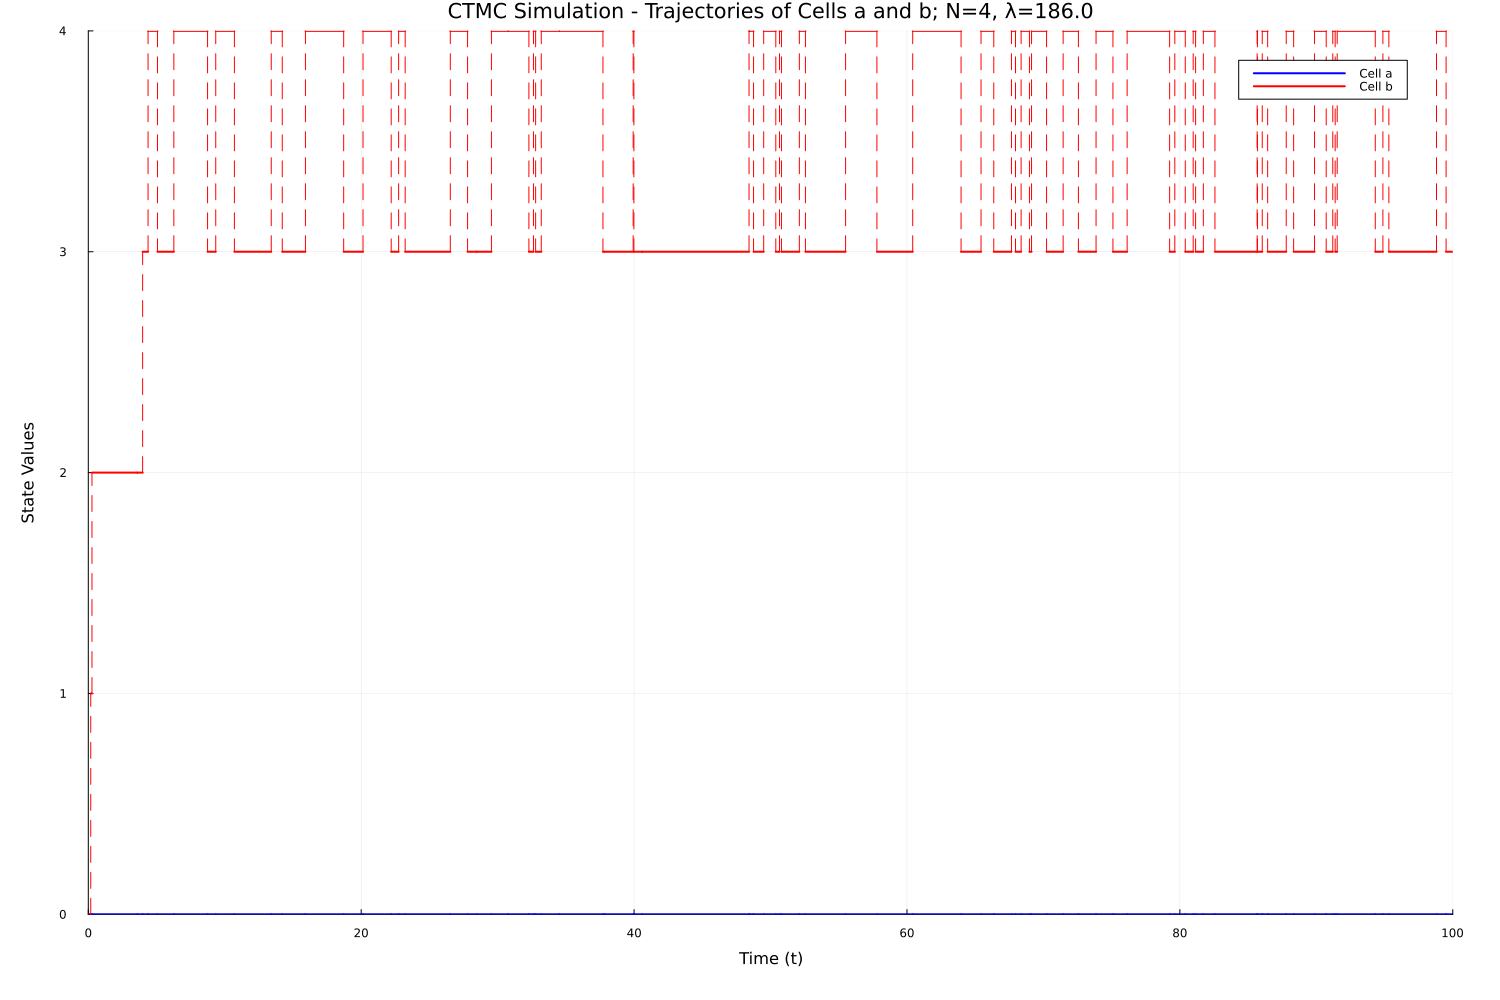 CTMC Simulation - Trajectories of Cells a and b; N=4, λ=186.0
4
Cell a
Cell b
3
State Values
2
1
0
0 20 40 60 80 100
Time (t)